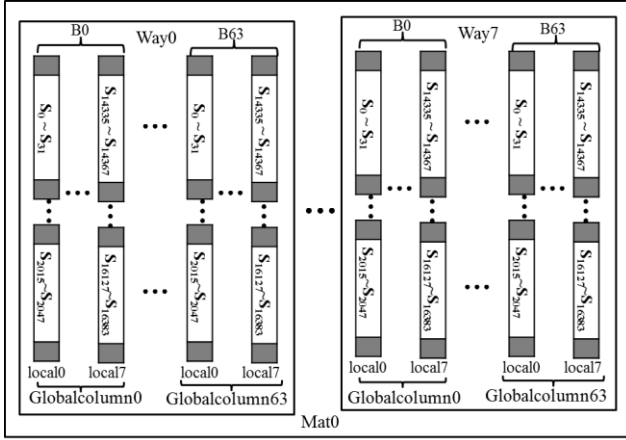 B0 Way0 B63
S0 ~ S31
S14335 ~ S14367
•••
S0 ~ S31
S14335 ~ S14367
S2015~S2047
S16127~S16383
•••
S2015~S2047
S16127~S16383
local0 local7 local0 local7
Globalcolumn0 Globalcolumn63
•••
B0 Way7 B63
S0 ~ S31
S14335 ~ S14367
•••
S0 ~ S31
S14335 ~ S14367
S2015~S2047
S16127~S16383
•••
S2015~S2047
S16127~S16383
local0 local7 local0 local7
Globalcolumn0 Globalcolumn63
Mat0